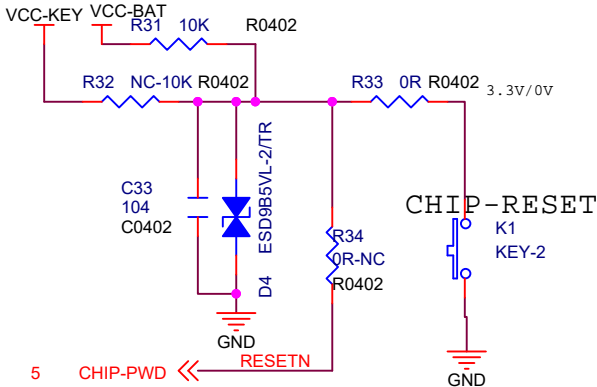 VCC-KEY VCC-BAT
R31 10K R0402
R32 NC-10K R0402
R33 0R R0402 3.3V/0V
ESD9B5VL-2/TR
D4
C33
104
C0402
CHIP-RESET
K1
KEY-2
R34
0R-NC
R0402
GND
5 CHIP-PWD RESETN
GND